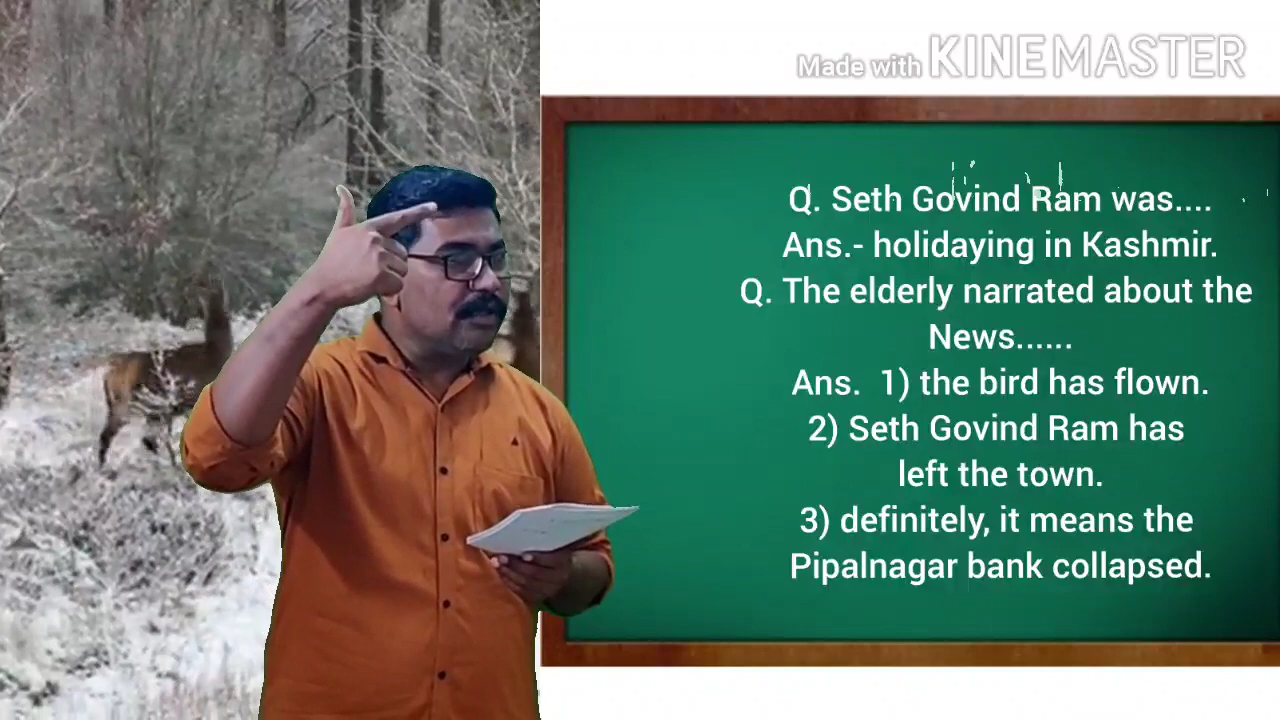 Made with KINEMASTER
Q. Seth Govind Ram was....
Ans.- holidaying in Kashmir.
Q. The elderly narrated about the
News......
Ans.  1) the bird has flown.
2) Seth Govind Ram has
left the town.
3) definitely, it means the
Pipalnagar bank collapsed.